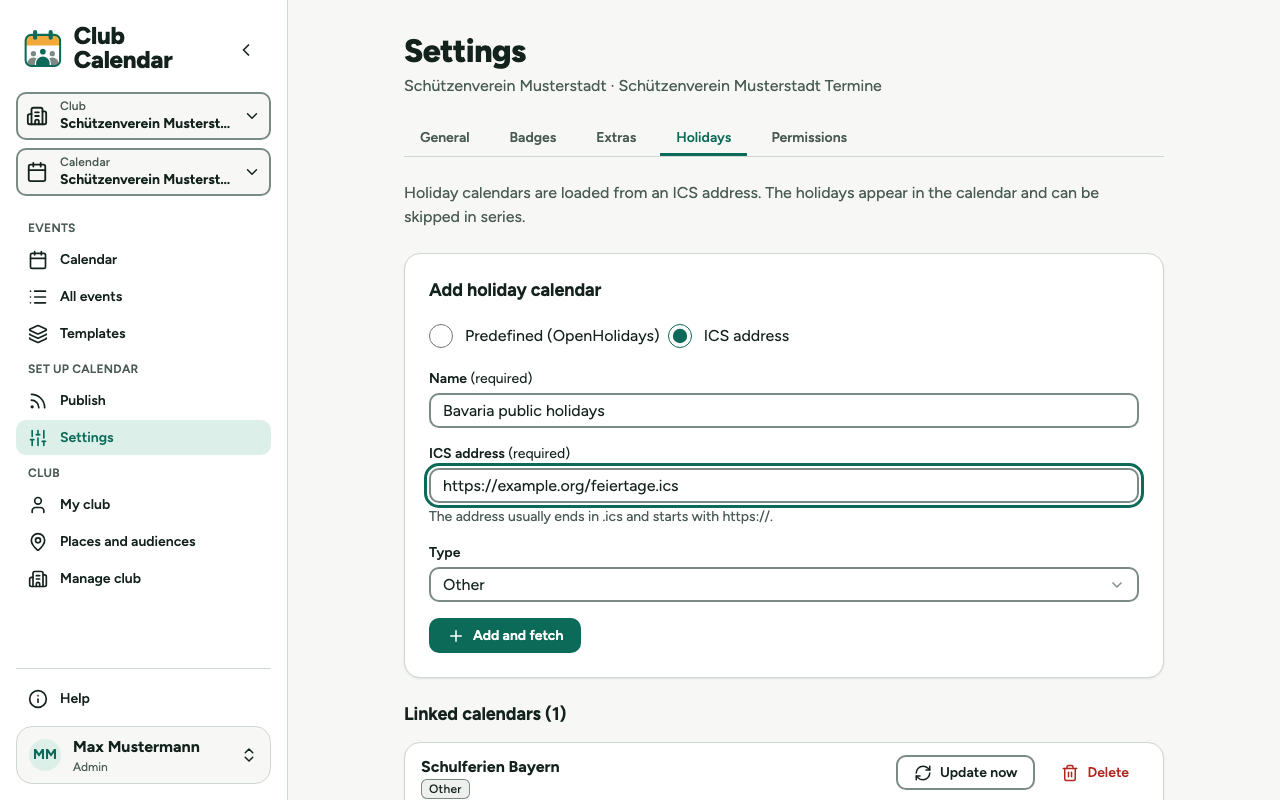 Club
Calendar
Club
Schützenverein Musterst...
Calendar
Schützenverein Musterst...
EVENTS
Calendar
All events
Templates
SET UP CALENDAR
Publish
Settings
CLUB
My club
Places and audiences
Manage club
Help
MM
Max Mustermann
Admin
Settings
Schützenverein Musterstadt · Schützenverein Musterstadt Termine
General
Badges
Extras
Holidays
Permissions
Holiday calendars are loaded from an ICS address. The holidays appear in the calendar and can be
skipped in series.
Add holiday calendar
Predefined (OpenHolidays)
ICS address
Name (required)
Bavaria public holidays
ICS address (required)
https://example.org/feiertage.ics
The address usually ends in .ics and starts with https://.
Type
Other
Add and fetch
Linked calendars (1)
Schulferien Bayern
Other
Update now
Delete